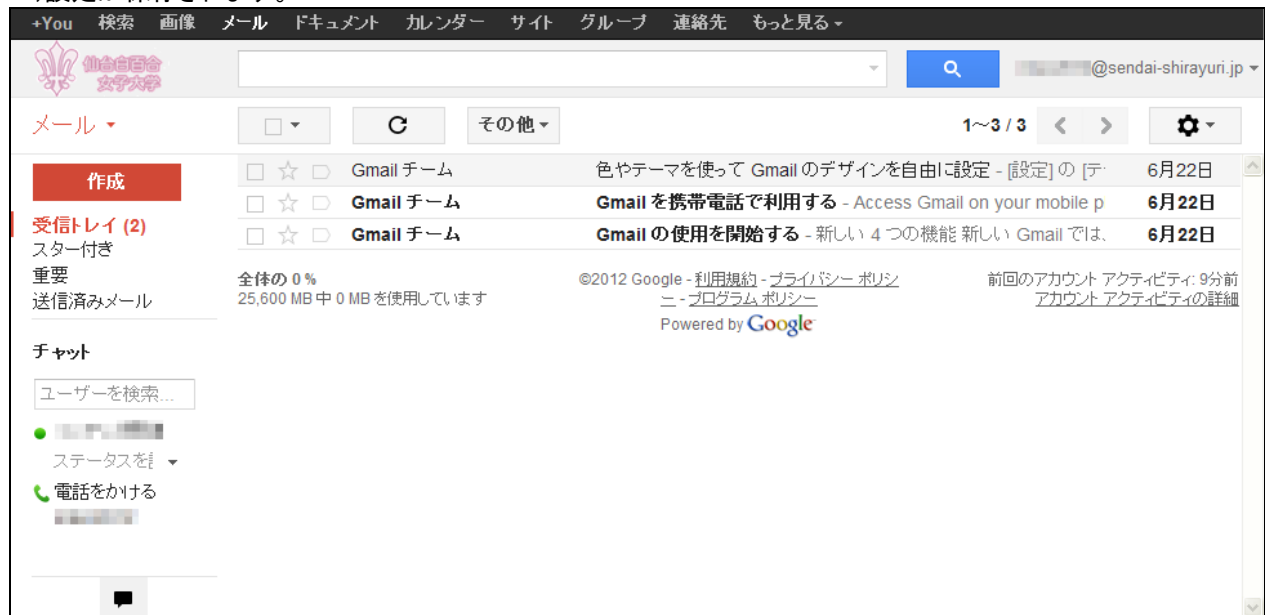 +You 検索 画像 メール ドキュメント カレンダー サイト グループ 連絡先 もっと見る
仙台白百合
女子大学
@sendai-shirayuri.jp
メール
その他
1～3 / 3
作成
Gmail チーム 色やテーマを使って Gmail のデザインを自由に設定 - [設定] の [テ 6月22日
Gmail チーム Gmail を携帯電話で利用する - Access Gmail on your mobile p 6月22日
Gmail チーム Gmail の使用を開始する - 新しい 4 つの機能 新しい Gmail では、 6月22日
受信トレイ (2)
スター付き
重要
送信済みメール
全体の 0 %
25,600 MB 中 0 MB を使用しています
©2012 Google - 利用規約 - プライバシー ポリシ
ー - プログラム ポリシー
Powered by Google
前回のアカウント アクティビティ: 9分前
アカウント アクティビティの詳細
チャット
ユーザーを検索...
ステータスを
電話をかける